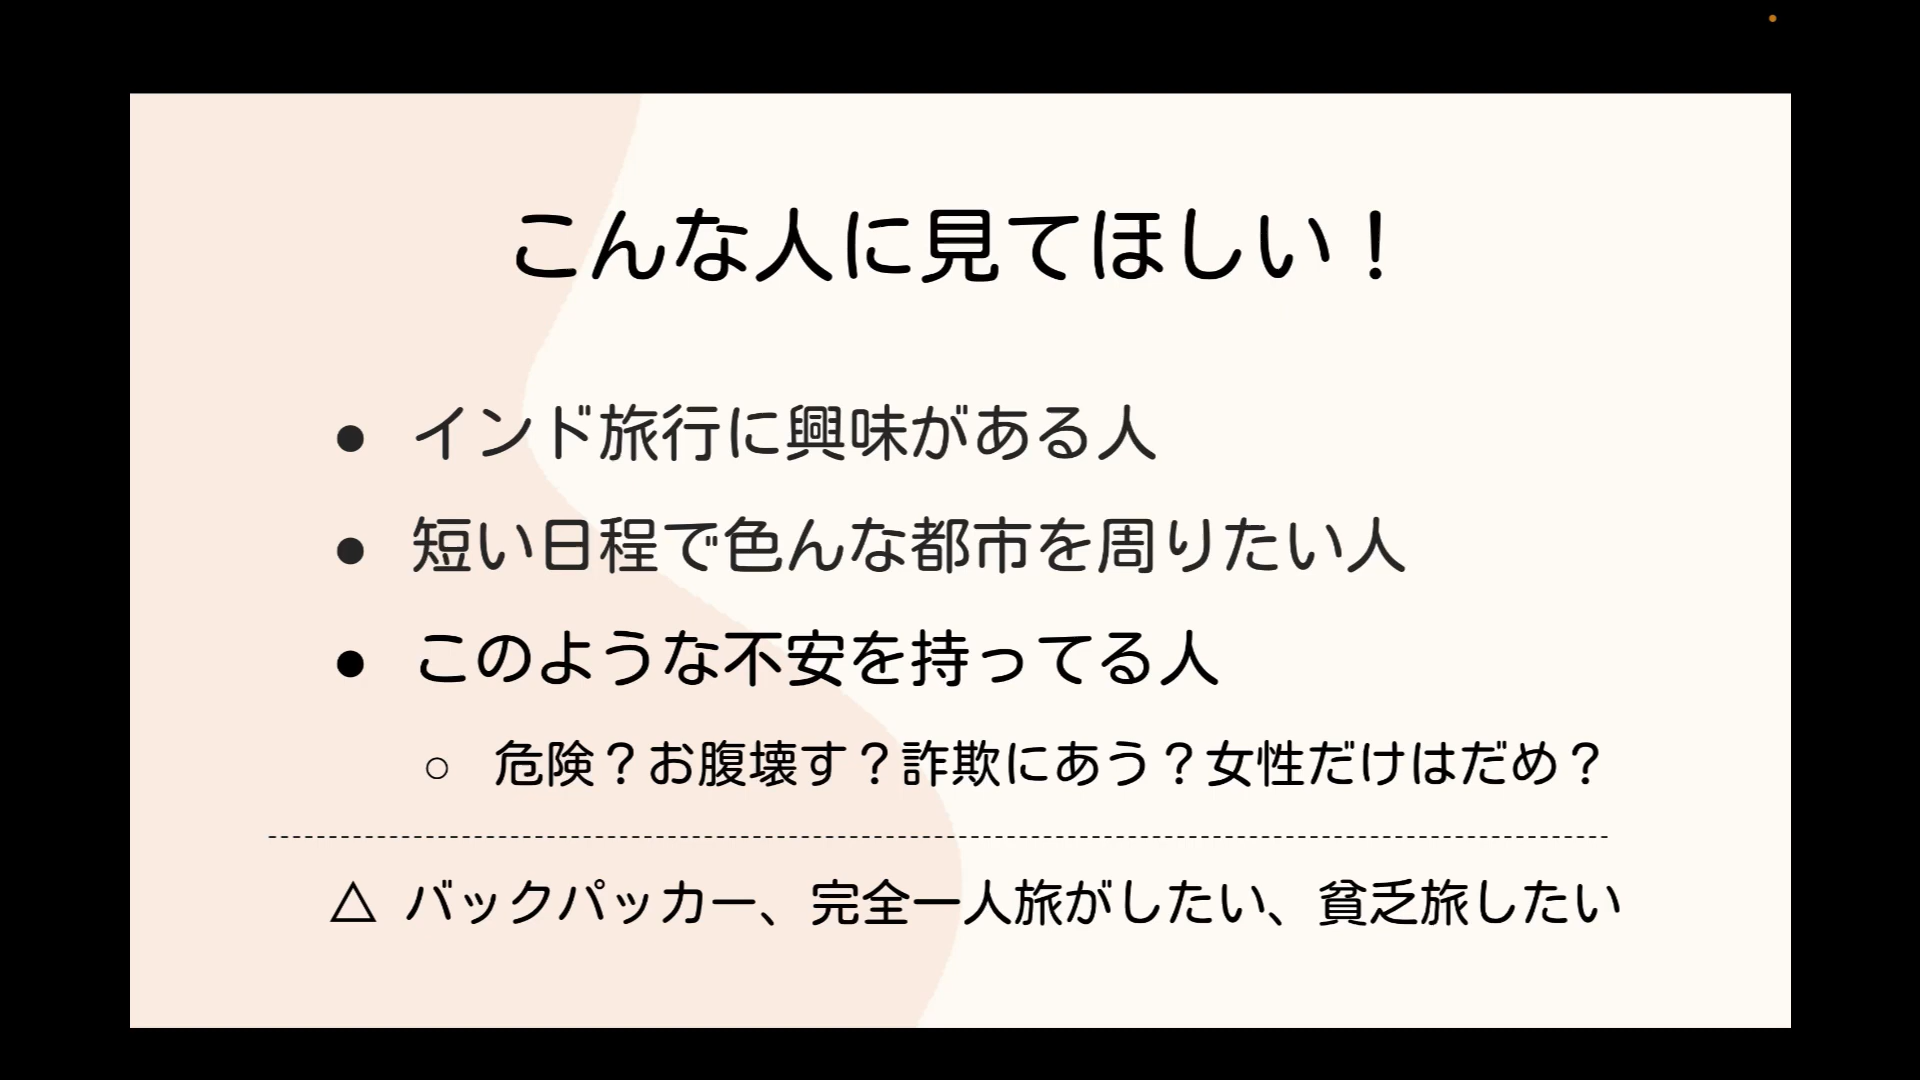 こんな人に見てほしい！
● インド旅行に興味がある人
● 短い日程で色んな都市を周りたい人
● このような不安を持ってる人
○ 危険？お腹壊す？詐欺にあう？女性だけはだめ？
△ バックパッカー、完全一人旅がしたい、貧乏旅したい